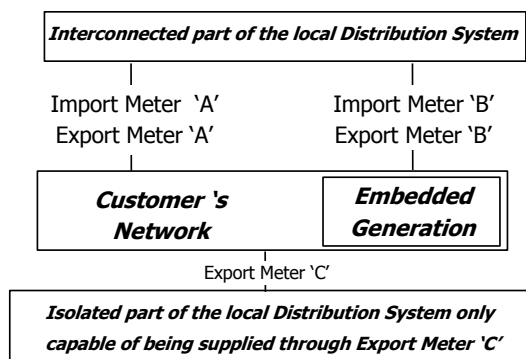 Interconnected part of the local Distribution System
Import Meter ‘A’ Import Meter ‘B’
Export Meter ‘A’ Export Meter ‘B’
Customer ‘s Embedded
Network Generation
Export Meter ‘C’
Isolated part of the local Distribution System only
capable of being supplied through Export Meter ‘C’